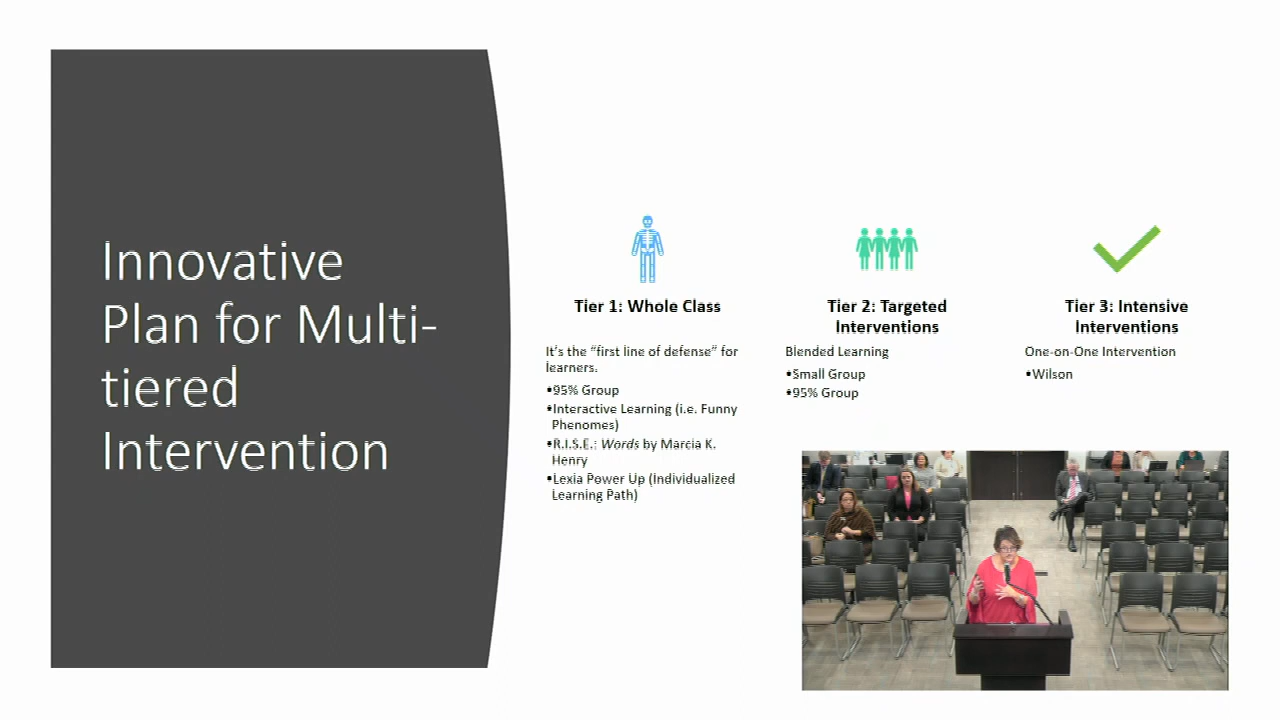 Innovative
Plan for Multi-
tiered
Intervention
Tier 1: Whole Class
It's the “first line of defense” for
learners.
•95% Group
•Interactive Learning (i.e. Funny
Phenomes)
•R.I.S.E.: Words by Marcia K.
Henry
•Lexia Power Up (Individualized
Learning Path)
Tier 2: Targeted
Interventions
Blended Learning
•Small Group
•95% Group
Tier 3: Intensive
Interventions
One-on-One Intervention
•Wilson